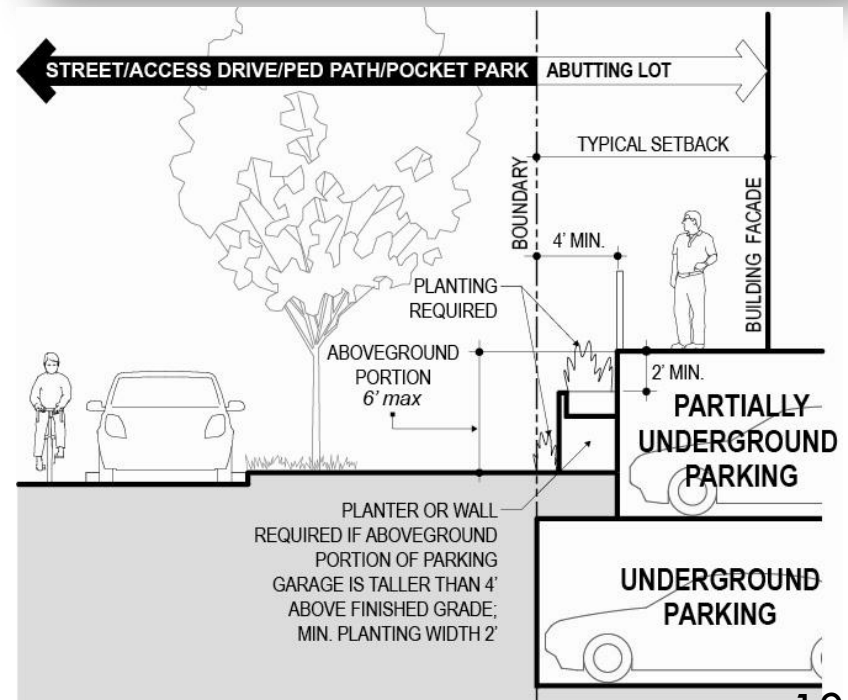 STREET/ACCESS DRIVE/PED PATH/POCKET PARK
ABUTTING LOT
TYPICAL SETBACK
BOUNDARY
4' MIN.
BUILDING FACADE
PLANTING
REQUIRED
ABOVEGROUND
PORTION
6' max
2' MIN.
PARTIALLY
UNDERGROUND
PARKING
PLANTER OR WALL
REQUIRED IF ABOVEGROUND
PORTION OF PARKING
GARAGE IS TALLER THAN 4'
ABOVE FINISHED GRADE;
MIN. PLANTING WIDTH 2'
UNDERGROUND
PARKING